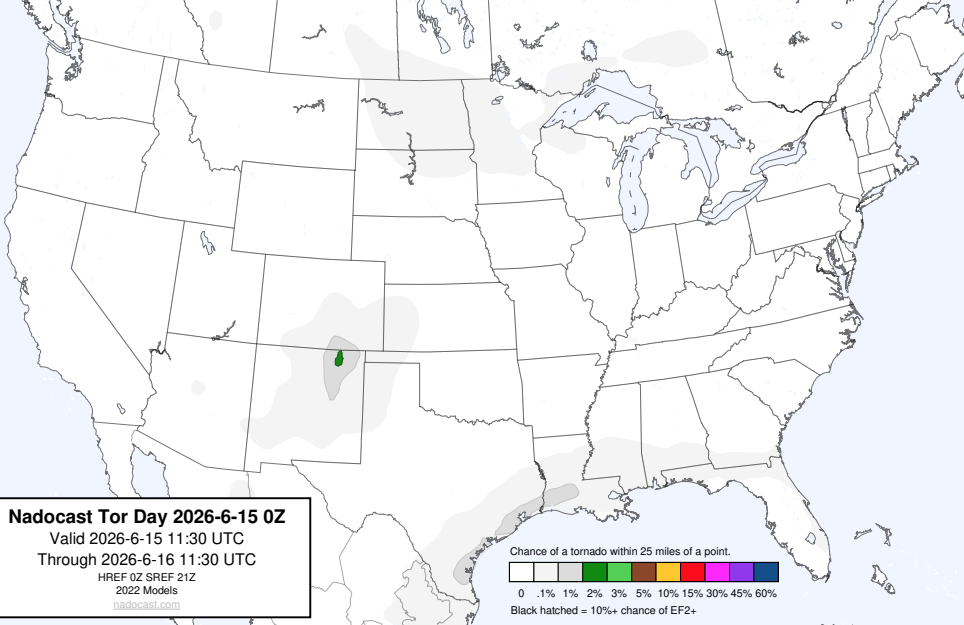 Nadocast Tor Day 2026-6-15 0Z
Valid 2026-6-15 11:30 UTC
Through 2026-6-16 11:30 UTC
HREF 0Z SREF 21Z
2022 Models
nadocast.com
Chance of a tornado within 25 miles of a point.
0 .1% 1% 2% 3% 5% 10% 15% 30% 45% 60%
Black hatched = 10%+ chance of EF2+